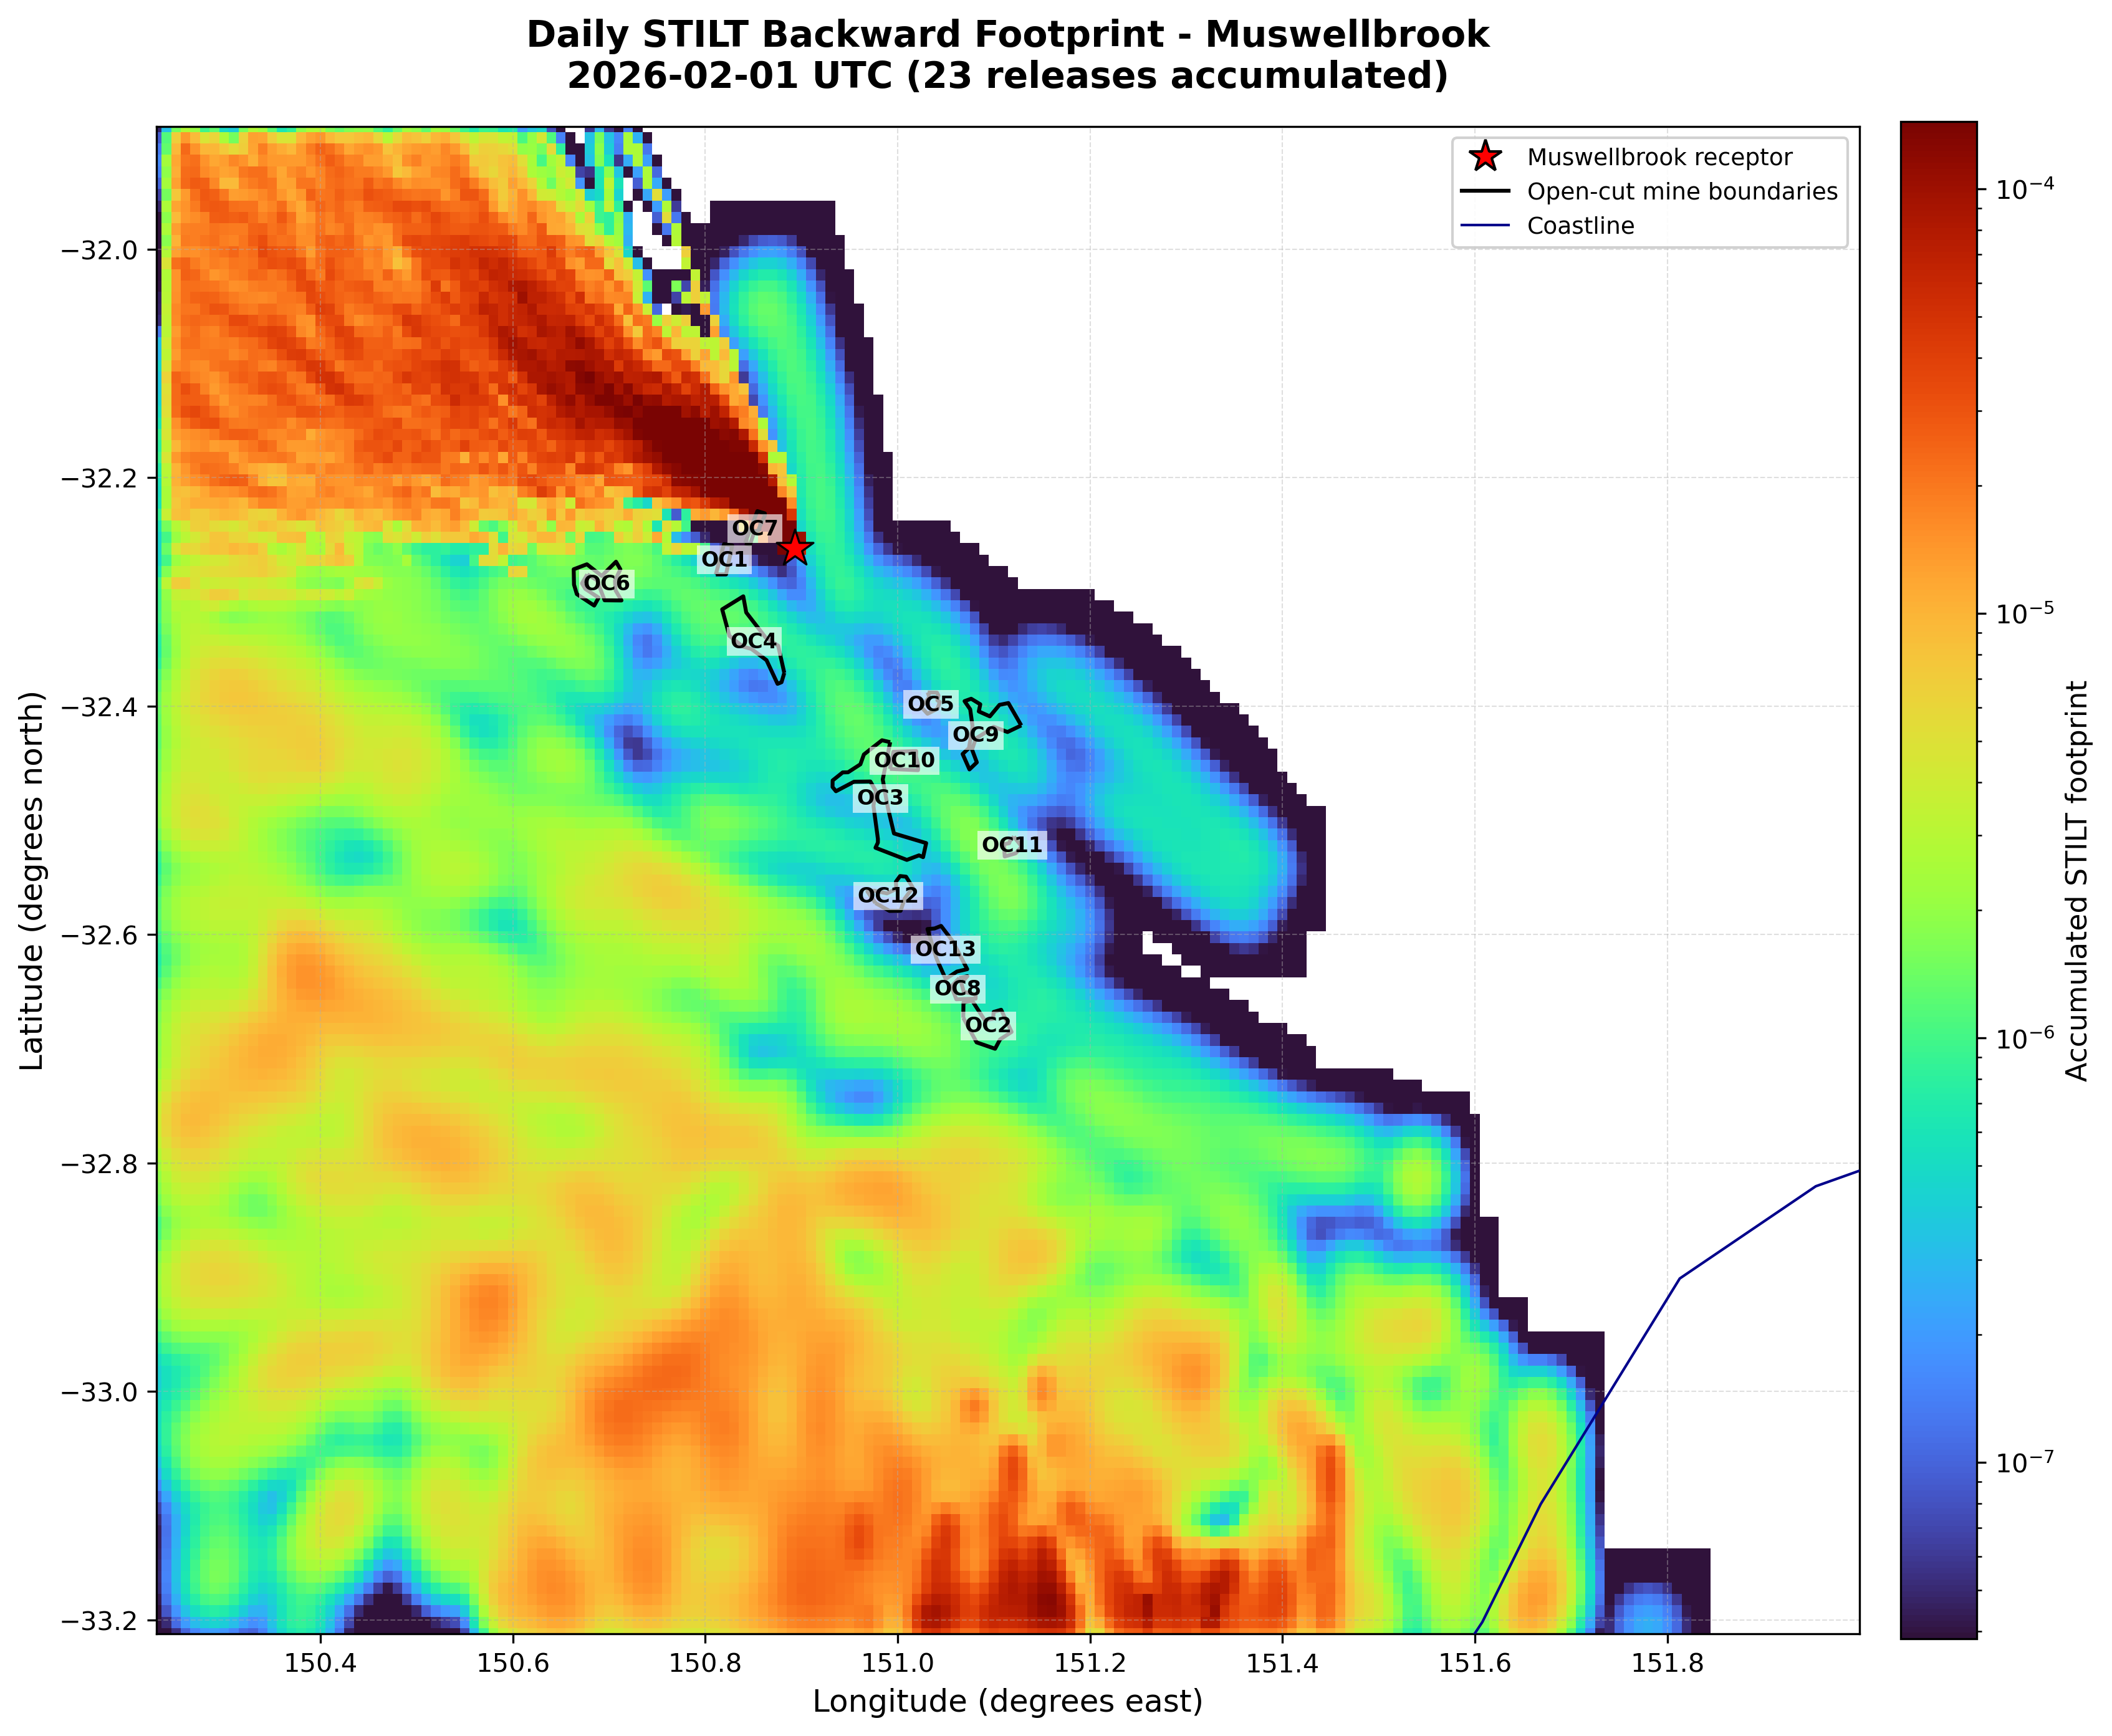 Daily STILT Backward Footprint - Muswellbrook
2026-02-01 UTC (23 releases accumulated)
Muswellbrook receptor
Open-cut mine boundaries
Coastline
OC7
OC1
OC6
OC4
OC5
OC9
OC10
OC3
OC11
OC12
OC13
OC8
OC2
−32.0
−32.2
−32.4
−32.6
−32.8
−33.0
−33.2
Latitude (degrees north)
150.4 150.6 150.8 151.0 151.2 151.4 151.6 151.8
Longitude (degrees east)
10⁻⁴
10⁻⁵
10⁻⁶
10⁻⁷
Accumulated STILT footprint